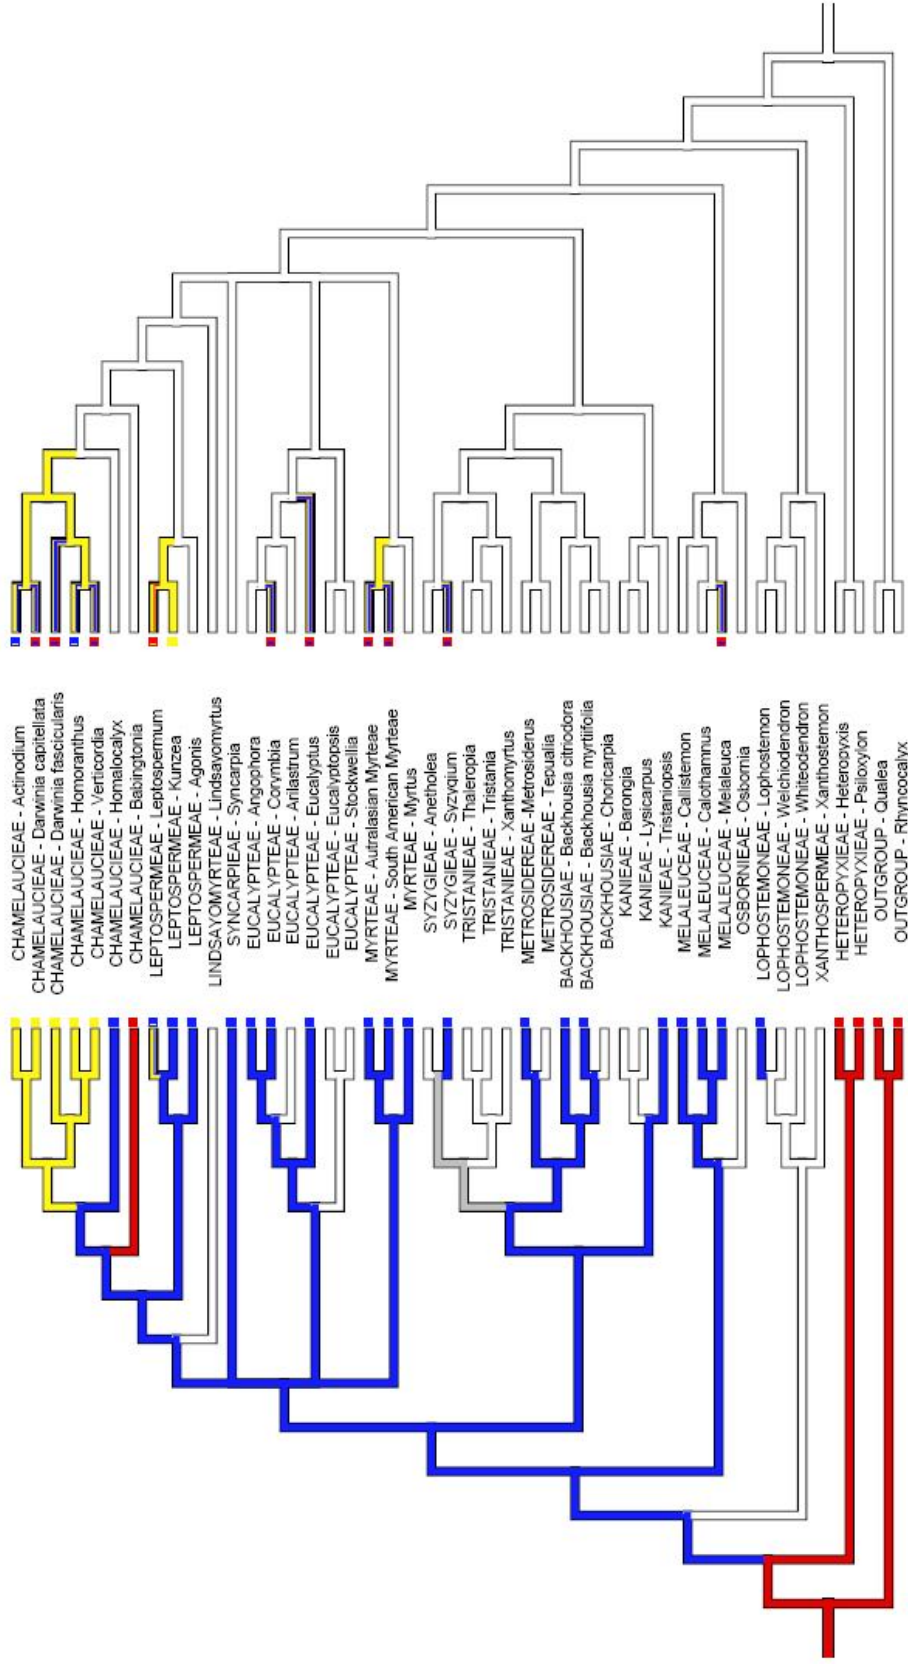 CHAMELAUCIEAE - Actinodium
CHAMELAUCIEAE - Darwinia capitellata
CHAMELAUCIEAE - Darwinia fascicularis
CHAMELAUCIEAE - Homoranthus
CHAMELAUCIEAE - Verticordia
CHAMELAUCIEAE - Homalocalyx
CHAMELAUCIEAE - Babingtonia
LEPTOSPERMEAE - Leptospermum
LEPTOSPERMEAE - Kunzea
LEPTOSPERMEAE - Agonis
LINDSAYOMYRTEAE - Lindsayomyrtus
SYNCARPIEAE - Syncarpia
EUCALYPTEAE - Angophora
EUCALYPTEAE - Corymbia
EUCALYPTEAE - Arilastrum
EUCALYPTEAE - Eucalyptus
EUCALYPTEAE - Eucalyptopsis
EUCALYPTEAE - Stockwellia
MYRTEAE - Autralasian Myrteae
MYRTEAE - South American Myrteae
MYRTEAE - Myrtus
SYZYGIEAE - Anetholea
SYZYGIEAE - Syzygium
TRISTANIEAE - Thaleropia
TRISTANIEAE - Tristania
TRISTANIEAE - Xanthomyrtus
METROSIDEREAE - Metrosiderus
METROSIDEREAE - Tepualia
BACKHOUSIAE - Backhousia citriodora
BACKHOUSIAE - Backhousia myrtiifolia
BACKHOUSIAE - Choricarpia
KANIEAE - Barongia
KANIEAE - Lysicarpus
KANIEAE - Tristaniopsis
MELALEUCEAE - Callistemon
MELALEUCEAE - Calothamnus
MELALEUCEAE - Melaleuca
OSBORNIEAE - Osbornia
LOPHOSTEMONEAE - Lophostemon
LOPHOSTEMONEAE - Welchiodendron
LOPHOSTEMONEAE - Whiteodendron
XANTHOSPERMEAE - Xanthostemon
HETEROPYXIEAE - Heteropyxis
HETEROPYXIEAE - Psiloxylon
OUTGROUP - Qualea
OUTGROUP - Rhyncocalyx